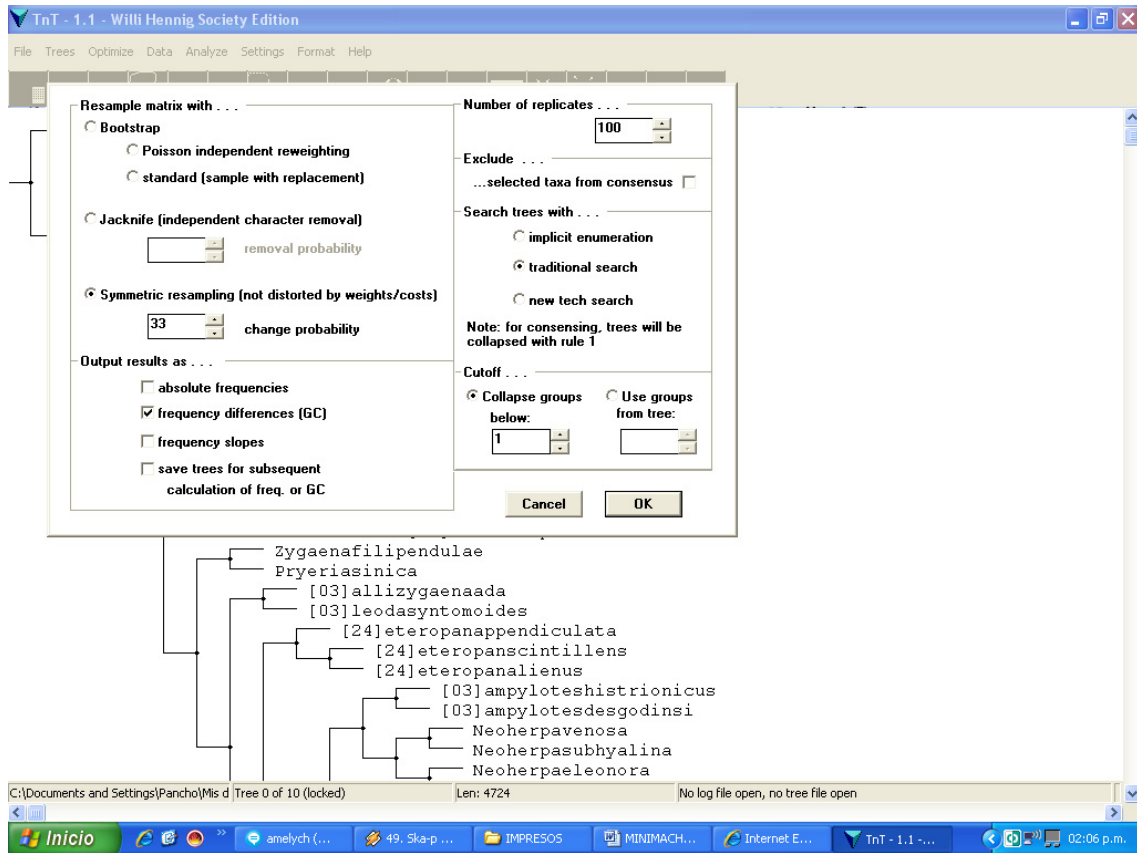 TnT - 1.1 - Willi Hennig Society Edition
File Trees Optimize Data Analyze Settings Format Help
Resample matrix with . . .
Bootstrap
Poisson independent reweighting
standard (sample with replacement)
Jacknife (independent character removal)
removal probability
Symmetric resampling (not distorted by weights/costs)
33 change probability
Output results as . . .
absolute frequencies
frequency differences (GC)
frequency slopes
save trees for subsequent
calculation of freq. or GC
Number of replicates . . .
100
Exclude . . .
...selected taxa from consensus
Search trees with . . .
implicit enumeration
traditional search
new tech search
Note: for consensing, trees will be
collapsed with rule 1
Cutoff . . .
Collapse groups Use groups
below: from tree:
1
Cancel OK
Zygaenafilipendulae
Pryeriasinica
[03]allizygaenaada
[03]leodasyntomoides
[24]eteropanappendiculata
[24]eteropanscintillens
[24]eteropanalienus
[03]ampyloteshistrionicus
[03]ampylotesdesgodinsi
Neoherpavenosa
Neoherpasubhyalina
Neoherpaeleonora
C:\Documents and Settings\Pancho\Mis d Tree 0 of 10 (locked) Len: 4724 No log file open, no tree file open
Inicio amelych (... 49. Ska-p ... IMPRESOS MINIMACH... Internet E... TnT - 1.1 -... 02:06 p.m.